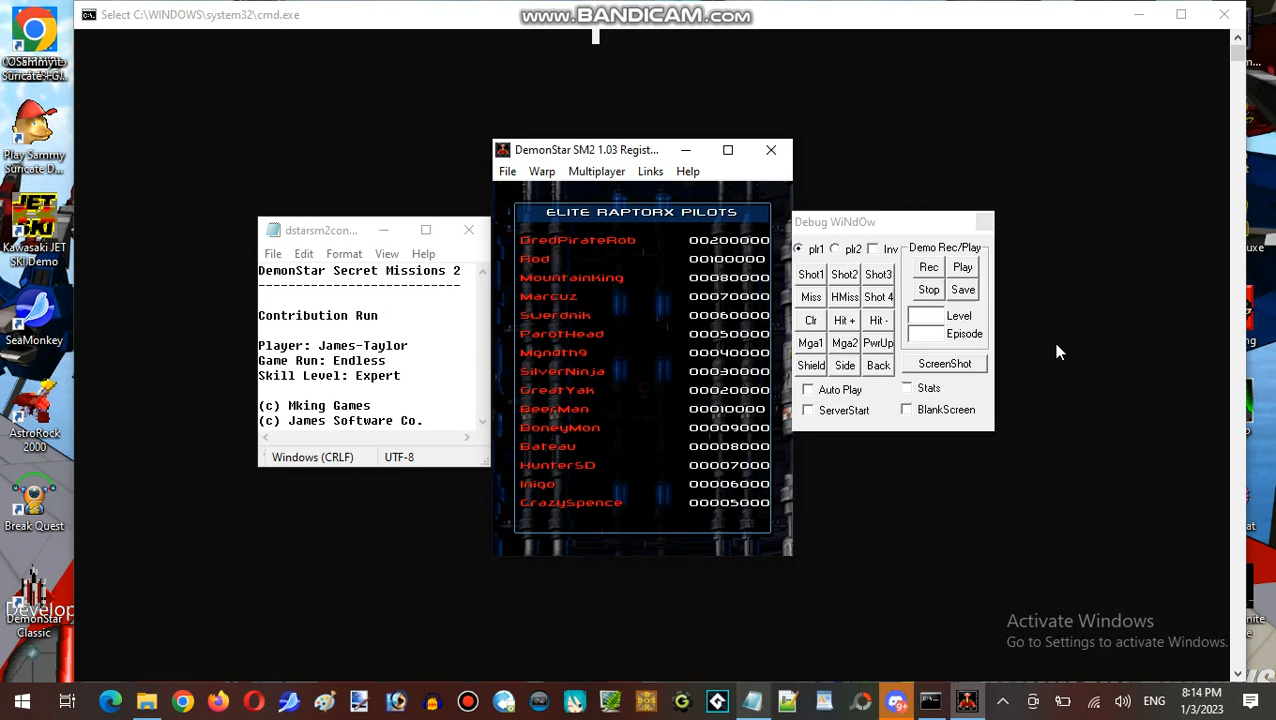 Select C:\WINDOWS\system32\cmd.exe
www.BANDICAM.com
Suricate+G...
Play Sammy
Suricate D...
JET
SKI
Kawasaki JET
SKI Demo
SeaMonkey
AstroRock
2000
Break Quest
Develop
DemonStar
Classic
dstarsm2con...
File Edit Format View Help
DemonStar Secret Missions 2
---------------------------
Contribution Run
Player: James-Taylor
Game Run: Endless
Skill Level: Expert
(c) Mking Games
(c) James Software Co.
Windows (CRLF) UTF-8
DemonStar SM2 1.03 Regist...
File Warp Multiplayer Links Help
ELITE RAPTORX PILOTS
DredPirateRob 00200000
Rod 00100000
MountainKing 00080000
Marcuz 00070000
Swerdnik 00060000
ParotHead 00050000
Mgndth9 00040000
SilverNinja 00030000
GreatYak 00020000
BeerMan 00010000
BoneyMon 00009000
Bateau 00008000
HunterSD 00007000
Inigo 00006000
CrazySpence 00005000
Debug WiNdOw
plr1 plr2 Inv
Demo Rec/Play
Shot1 Shot2 Shot3
Rec Play
Miss HMiss Shot 4
Stop Save
Clr Hit + Hit -
Level
Mga1 Mga2 PwrUp
Episode
Shield Side Back
ScreenShot
Auto Play
Stats
ServerStart
BlankScreen
Activate Windows
Go to Settings to activate Windows.
9+
ENG
8:14 PM
1/3/2023